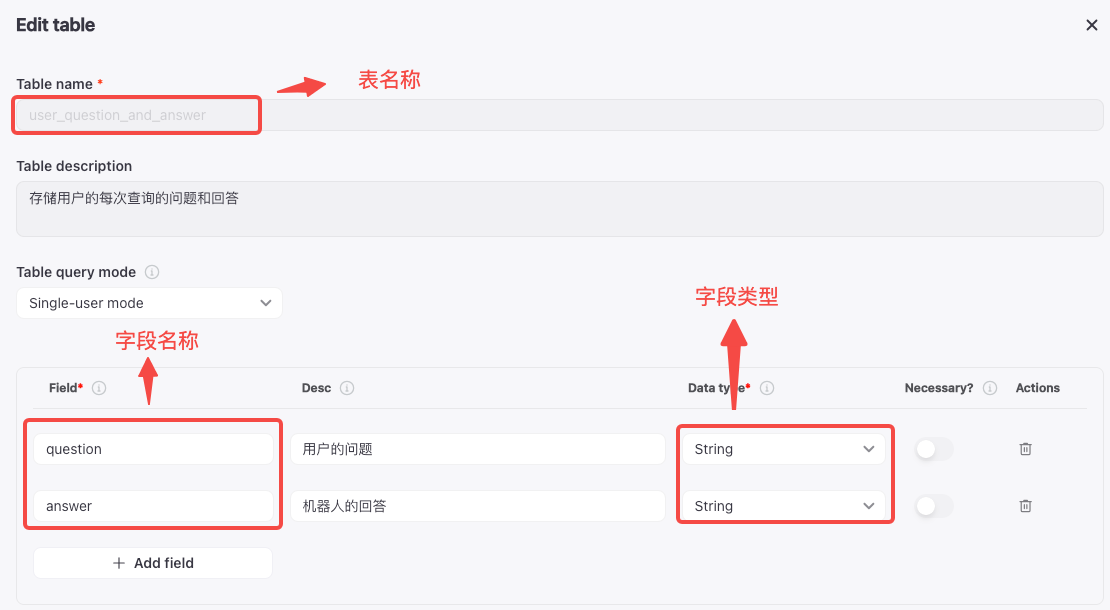 Edit table
Table name *
表名称
user_question_and_answer
Table description
存储用户的每次查询的问题和回答
Table query mode
Single-user mode
字段名称
字段类型
Field* Desc Data type* Necessary? Actions
question 用户的问题 String
answer 机器人的回答 String
+ Add field